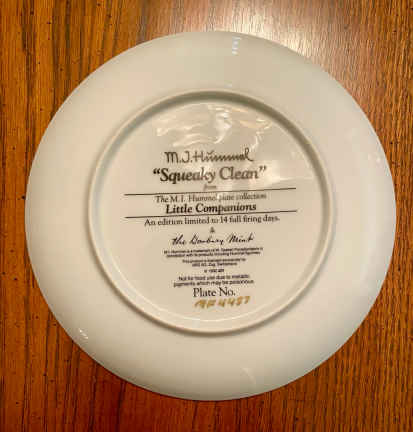 M.J. Hummel
"Squeaky Clean"
from
The M.I. Hummel plate collection
Little Companions
An edition limited to 14 full firing days.
&
the Danbury Mint
Not for food use due to metallic
pigments which may be poisonous.
Plate No.